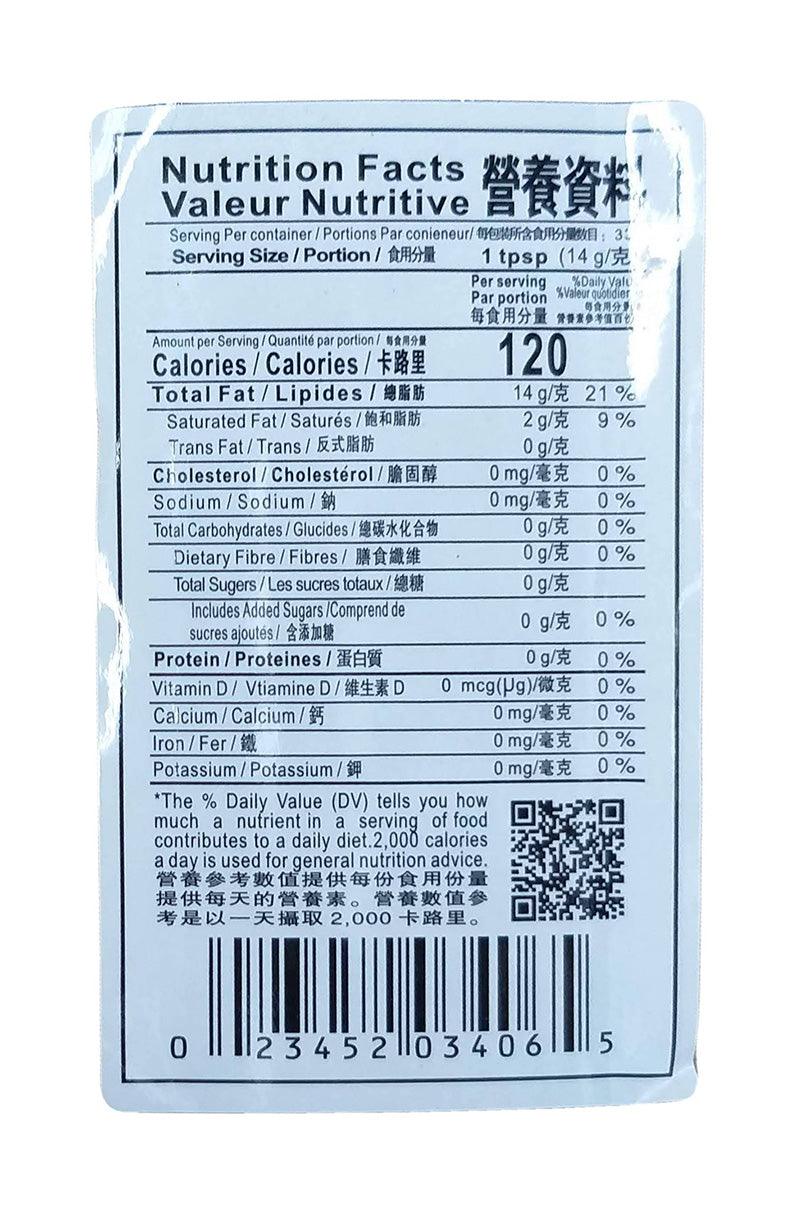 Nutrition Facts 營養資料
Valeur Nutritive
Serving Per container / Portions Par conieneur/ 每包裝所含食用分量數目:
Serving Size / Portion / 食用分量 1 tpsp (14 g/克
Per serving %Daily
Par portion %Valeur
每食用分量
Amount per Serving / Quantité par portion / 每食用分量
Calories / Calories / 卡路里 120
Total Fat / Lipides / 總脂肪 14 g/克 21 %
Saturated Fat / Saturés / 飽和脂肪 2 g/克 9 %
Trans Fat / Trans / 反式脂肪 0 g/克
Cholesterol / Cholestérol / 膽固醇 0 mg/毫克 0 %
Sodium / Sodium / 鈉 0 mg/毫克 0 %
Total Carbohydrates / Glucides / 總碳水化合物 0 g/克 0 %
Dietary Fibre / Fibres / 膳食纖維 0 g/克 0 %
Total Sugers / Les sucres totaux / 總糖 0 g/克
Includes Added Sugars /Comprend de
sucres ajoutés / 含添加糖 0 g/克 0 %
Protein / Proteines / 蛋白質 0 g/克 0 %
Vitamin D / Vtiamine D / 維生素 D 0 mcg(μg)/微克 0 %
Calcium / Calcium / 鈣 0 mg/毫克 0 %
Iron / Fer / 鐵 0 mg/毫克 0 %
Potassium / Potassium / 鉀 0 mg/毫克 0 %
*The % Daily Value (DV) tells you how
much a nutrient in a serving of food
contributes to a daily diet.2,000 calories
a day is used for general nutrition advice.
營養參考數值提供每份食用份量
提供每天的營養素。營養數值參
考是以一天攝取 2,000 卡路里。
0 23452 03406 5